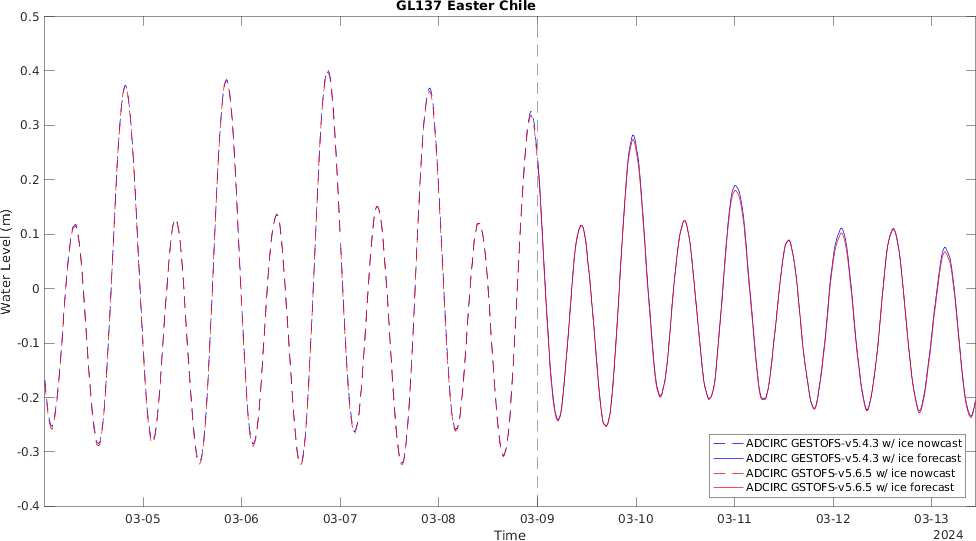 GL137 Easter Chile
Water Level (m)
0.5
0.4
0.3
0.2
0.1
0
-0.1
-0.2
-0.3
-0.4
ADCIRC GESTOFS-v5.4.3 w/ ice nowcast
ADCIRC GESTOFS-v5.4.3 w/ ice forecast
ADCIRC GSTOFS-v5.6.5 w/ ice nowcast
ADCIRC GSTOFS-v5.6.5 w/ ice forecast
03-05 03-06 03-07 03-08 03-09 03-10 03-11 03-12 03-13
Time
2024